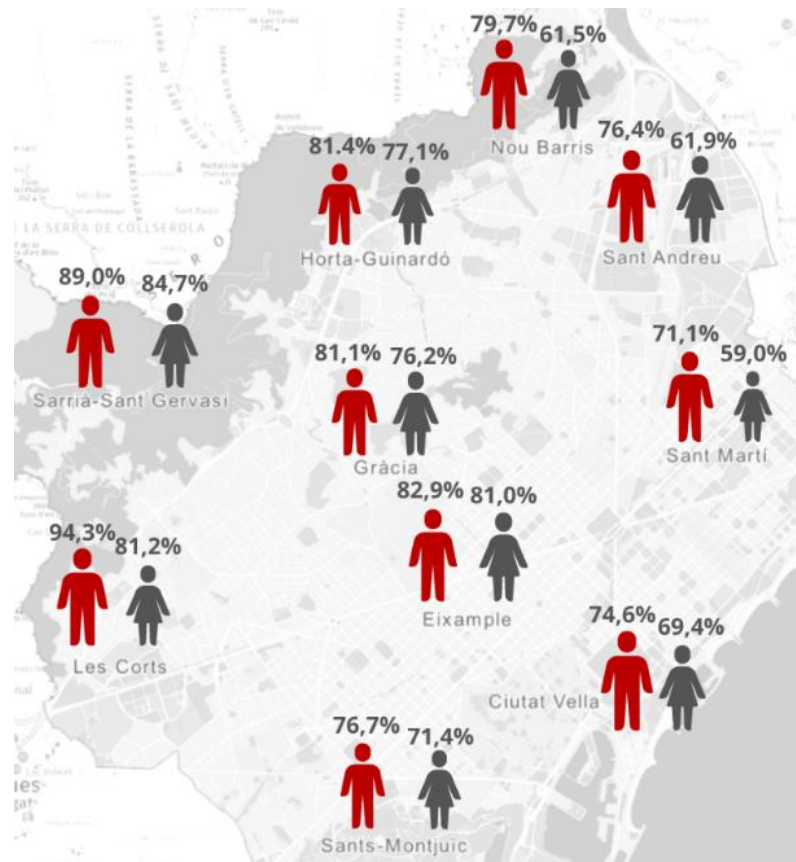 79,7% 61,5%
Nou Barris
76,4% 61,9%
Sant Andreu
81.4% 77,1%
Horta-Guinardó
DE LA SERRA DE COLLSEROLA
89,0% 84,7%
Sarrià-Sant Gervasi
81,1% 76,2%
Gràcia
71,1% 59,0%
Sant Martí
82,9% 81,0%
Eixample
94,3% 81,2%
Les Corts
74,6% 69,4%
Ciutat Vella
76,7% 71,4%
Sants-Montjuïc